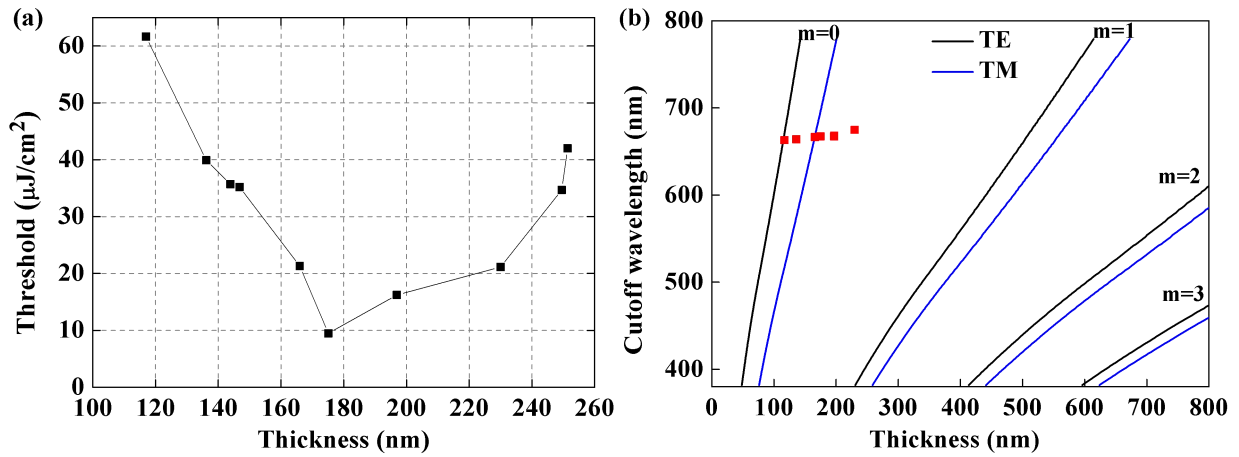 (a)
Threshold (μJ/cm²)
60
50
40
30
20
10
0
100 120 140 160 180 200 220 240 260
Thickness (nm)
(b)
Cutoff wavelength (nm)
800
700
600
500
400
m=0
TE
TM
m=1
m=2
m=3
0 100 200 300 400 500 600 700 800
Thickness (nm)